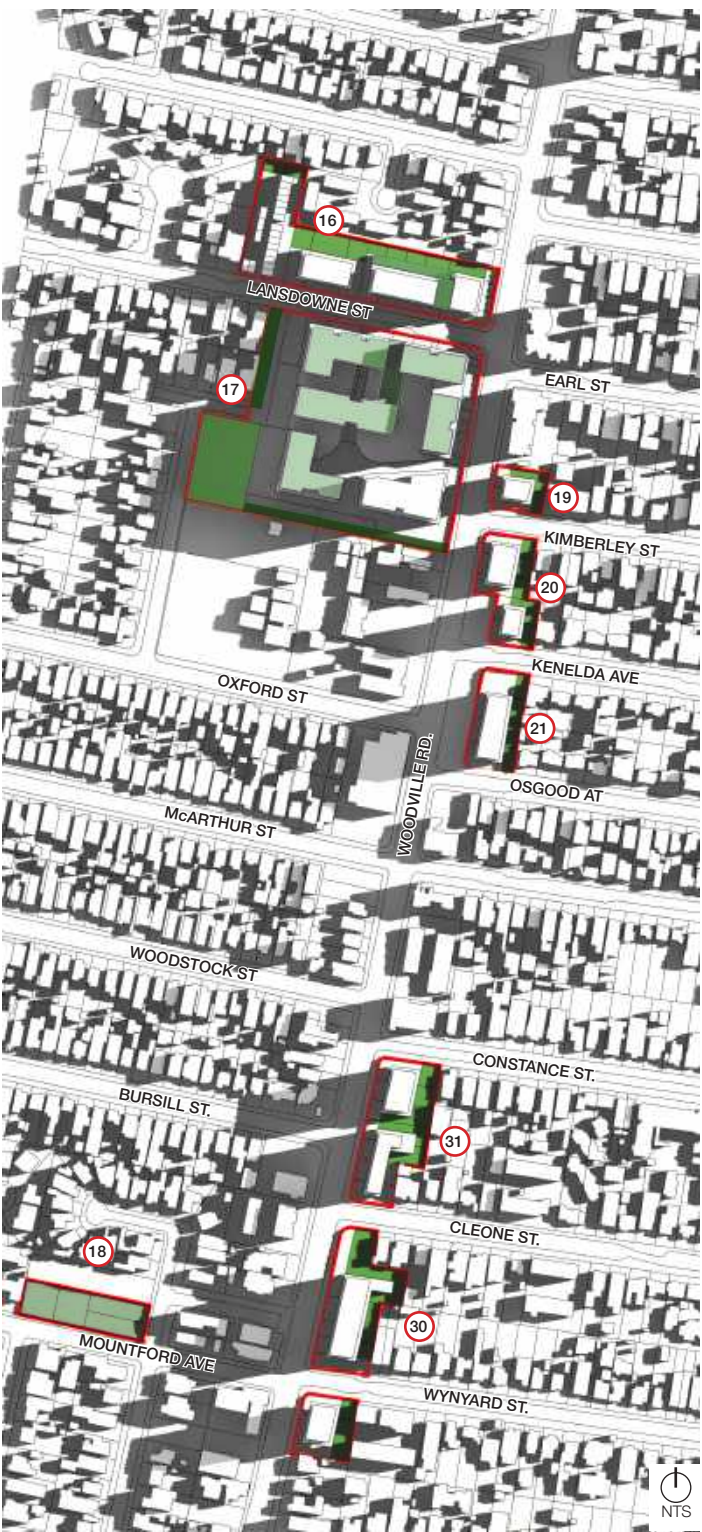 16
LANSDOWNE ST
17
EARL ST
19
KIMBERLEY ST
20
KENELDA AVE
OXFORD ST
21
WOODVILLE RD.
OSGOOD AT
McARTHUR ST
WOODSTOCK ST
CONSTANCE ST.
BURSILL ST.
31
CLEONE ST.
18
30
MOUNTFORD AVE
WYNYARD ST.
NTS